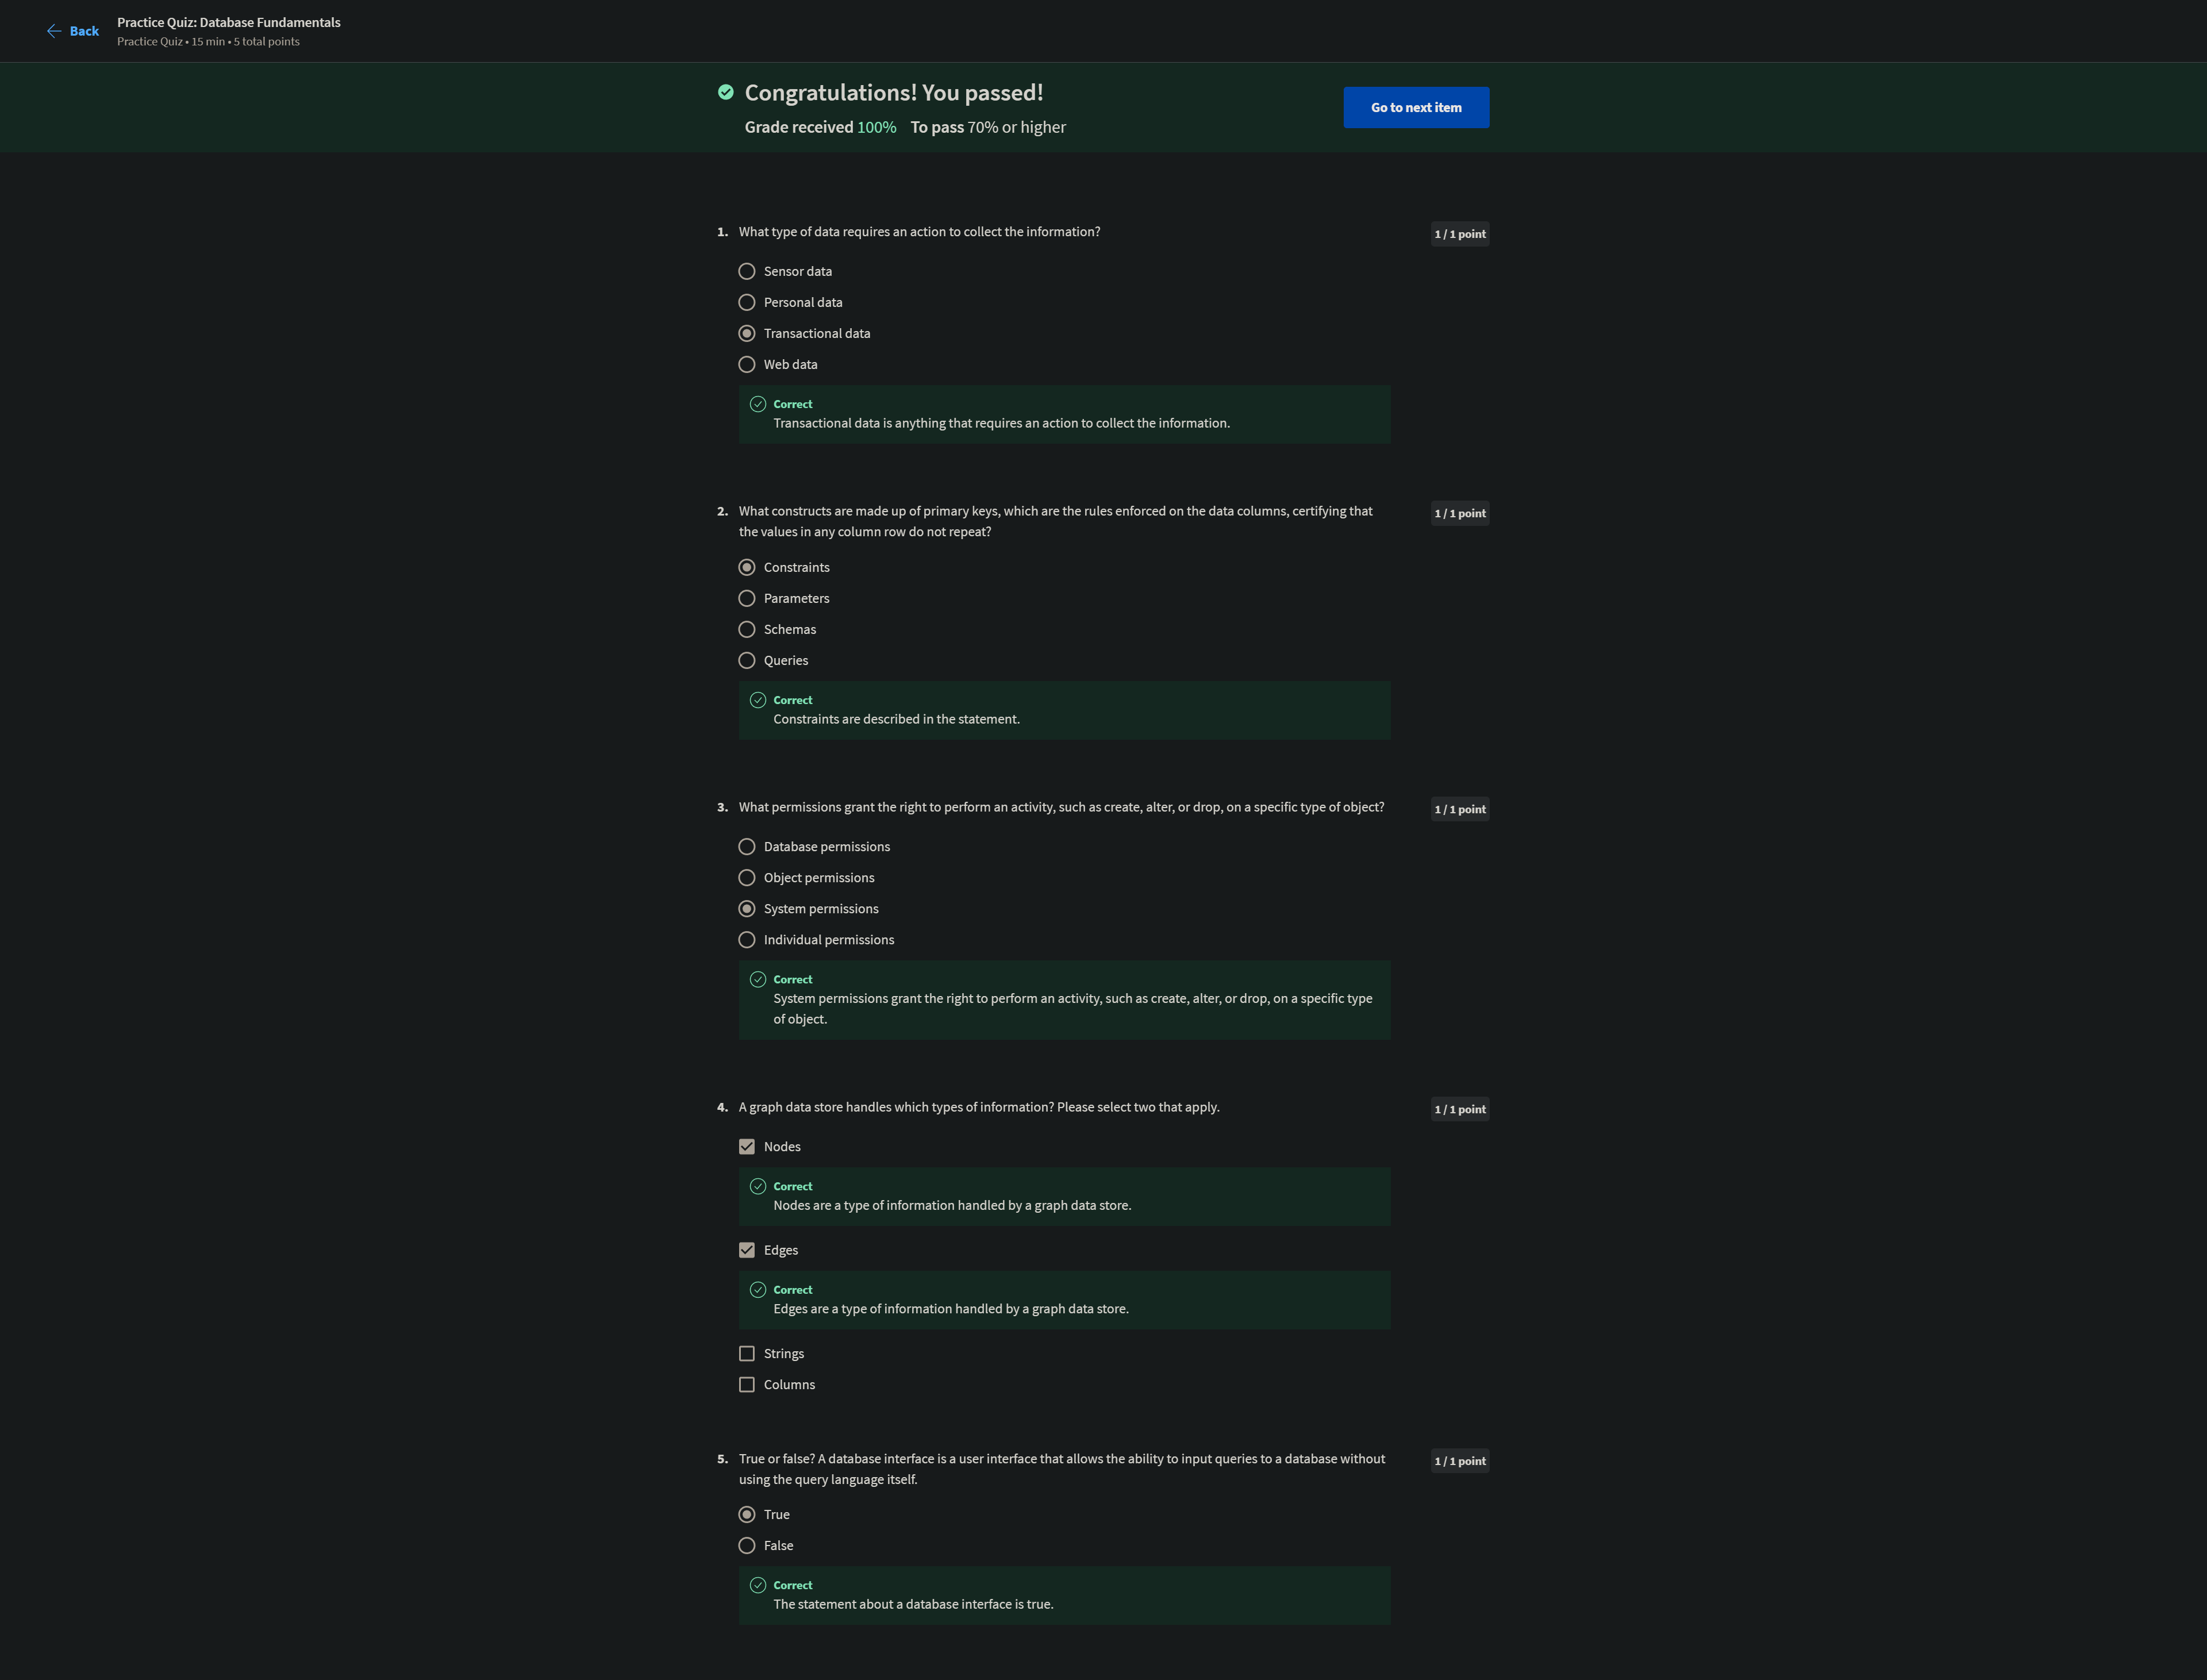 Back
Practice Quiz: Database Fundamentals
Practice Quiz • 15 min • 5 total points
Congratulations! You passed!
Grade received 100% To pass 70% or higher
Go to next item
1. What type of data requires an action to collect the information?
1 / 1 point
Sensor data
Personal data
Transactional data
Web data
Correct
Transactional data is anything that requires an action to collect the information.
2. What constructs are made up of primary keys, which are the rules enforced on the data columns, certifying that
the values in any column row do not repeat?
1 / 1 point
Constraints
Parameters
Schemas
Queries
Correct
Constraints are described in the statement.
3. What permissions grant the right to perform an activity, such as create, alter, or drop, on a specific type of object?
1 / 1 point
Database permissions
Object permissions
System permissions
Individual permissions
Correct
System permissions grant the right to perform an activity, such as create, alter, or drop, on a specific type
of object.
4. A graph data store handles which types of information? Please select two that apply.
1 / 1 point
Nodes
Correct
Nodes are a type of information handled by a graph data store.
Edges
Correct
Edges are a type of information handled by a graph data store.
Strings
Columns
5. True or false? A database interface is a user interface that allows the ability to input queries to a database without
using the query language itself.
1 / 1 point
True
False
Correct
The statement about a database interface is true.